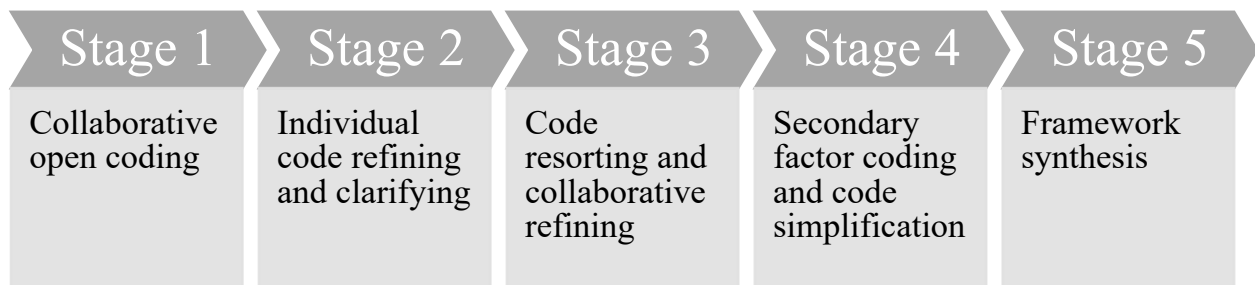 Stage 1
Collaborative
open coding
Stage 2
Individual
code refining
and clarifying
Stage 3
Code
resorting and
collaborative
refining
Stage 4
Secondary
factor coding
and code
simplification
Stage 5
Framework
synthesis